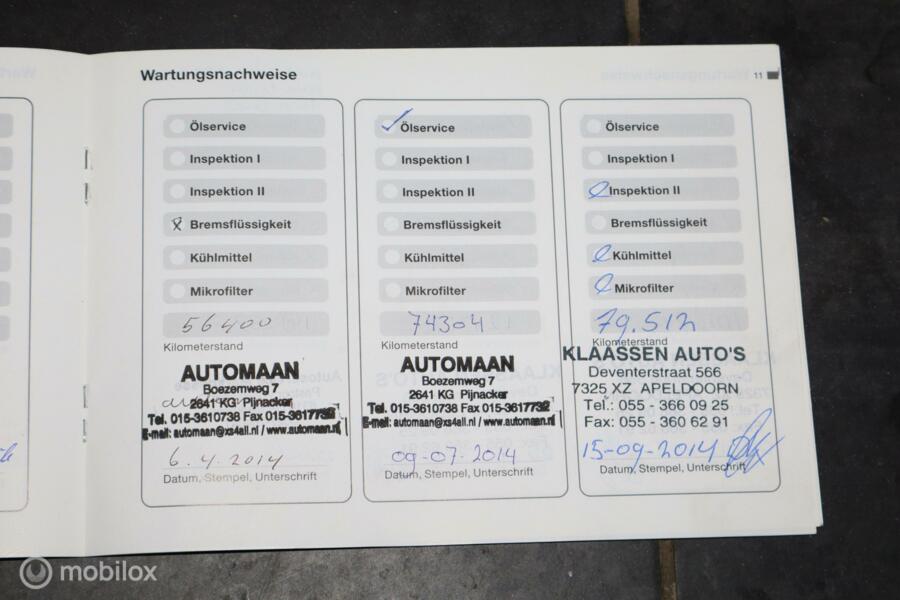 Wartungsnachweise
11
Ölservice
Inspektion I
Inspektion II
Bremsflüssigkeit
Kühlmittel
Mikrofilter
56400
Kilometerstand
AUTOMAAN
Boezemweg 7
2641 KG Pijnacker
Tel. 015-3610738 Fax 015-3617732
E-mail: automaan@xs4all.nl / www.automaan.nl
6.4.2014
Datum, Stempel, Unterschrift
Ölservice
Inspektion I
Inspektion II
Bremsflüssigkeit
Kühlmittel
Mikrofilter
74304
Kilometerstand
AUTOMAAN
Boezemweg 7
2641 KG Pijnacker
Tel. 015-3610738 Fax 015-3617732
E-mail: automaan@xs4all.nl / www.automaan.nl
09-07-2014
Datum, Stempel, Unterschrift
Ölservice
Inspektion I
Inspektion II
Bremsflüssigkeit
Kühlmittel
Mikrofilter
79.512
Kilometerstand
KLAASSEN AUTO'S
Deventerstraat 566
7325 XZ APELDOORN
Tel.: 055 - 366 09 25
Fax: 055 - 360 62 91
15-09-2014
Datum, Stempel, Unterschrift
mobilox